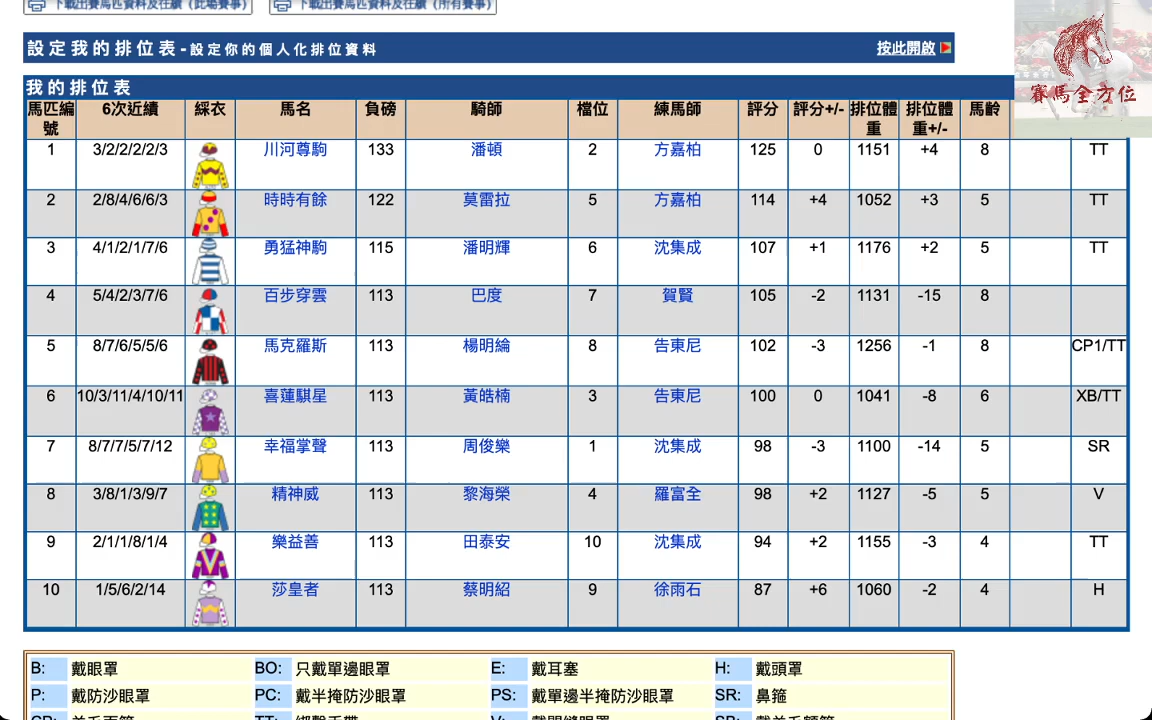 下載出賽馬匹資料及往績 (此場賽事)  下載出賽馬匹資料及往績 (所有賽事)
設定我的排位表-設定你的個人化排位資料 按此開啟
賽馬全方位
我的排位表
馬匹編號 6次近績 綵衣 馬名 負磅 騎師 檔位 練馬師 評分 評分+/- 排位體重 排位體重+/- 馬齡
1 3/2/2/2/2/3 川河尊駒 133 潘頓 2 方嘉柏 125 0 1151 +4 8 TT
2 2/8/4/6/6/3 時時有餘 122 莫雷拉 5 方嘉柏 114 +4 1052 +3 5 TT
3 4/1/2/1/7/6 勇猛神駒 115 潘明輝 6 沈集成 107 +1 1176 +2 5 TT
4 5/4/2/3/7/6 百步穿雲 113 巴度 7 賀賢 105 -2 1131 -15 8
5 8/7/6/5/5/6 馬克羅斯 113 楊明綸 8 告東尼 102 -3 1256 -1 8 CP1/TT
6 10/3/11/4/10/11 喜蓮騏星 113 黃皓楠 3 告東尼 100 0 1041 -8 6 XB/TT
7 8/7/7/5/7/12 幸福掌聲 113 周俊樂 1 沈集成 98 -3 1100 -14 5 SR
8 3/8/1/3/9/7 精神威 113 黎海榮 4 羅富全 98 +2 1127 -5 5 V
9 2/1/1/8/1/4 樂益善 113 田泰安 10 沈集成 94 +2 1155 -3 4 TT
10 1/5/6/2/14 莎皇者 113 蔡明紹 9 徐雨石 87 +6 1060 -2 4 H
B: 戴眼罩 BO: 只戴單邊眼罩 E: 戴耳塞 H: 戴頭罩
P: 戴防沙眼罩 PC: 戴半掩防沙眼罩 PS: 戴單邊半掩防沙眼罩 SR: 鼻箍